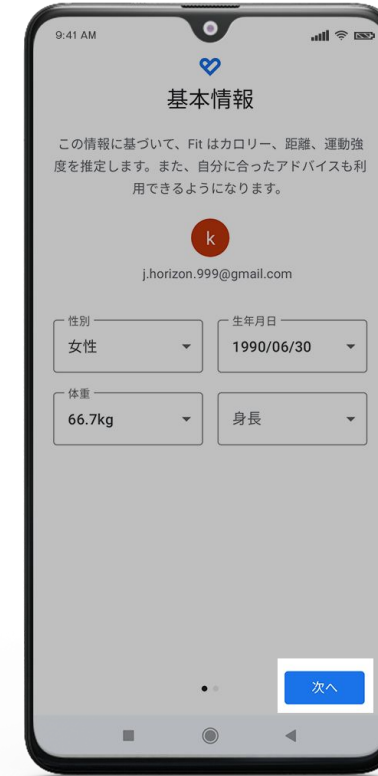 9:41 AM
基本情報
この情報に基づいて、Fit はカロリー、距離、運動強
度を推定します。また、自分に合ったアドバイスも利
用できるようになります。
k
j.horizon.999@gmail.com
性別
女性
生年月日
1990/06/30
体重
66.7kg
身長
次へ